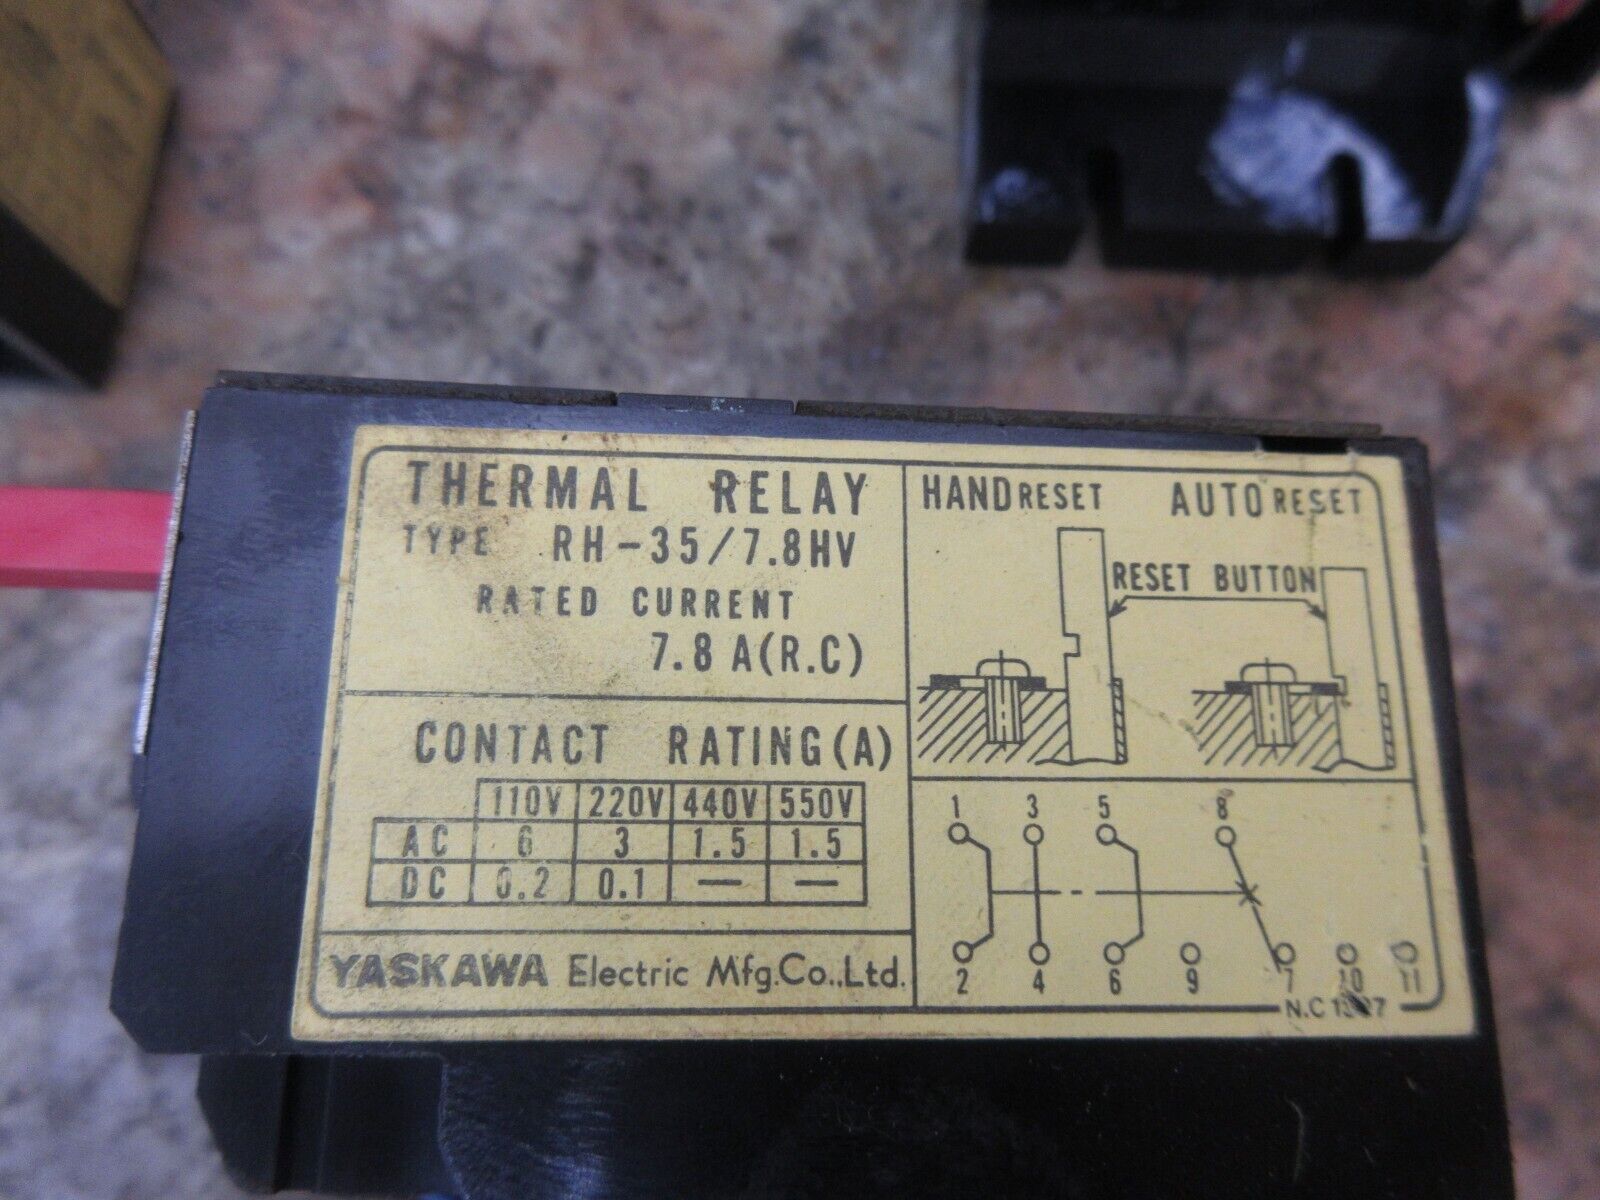 THERMAL RELAY
TYPE RH-35/7.8HV
RATED CURRENT
7.8A(R.C)
CONTACT RATING(A)
110V 220V 440V 550V
AC 6 3 1.5 1.5
DC 0.2 0.1 — —
YASKAWA Electric Mfg.Co.,Ltd.
HAND RESET AUTO RESET
RESET BUTTON
1 3 5 8
2 4 6 9 7 10 11
N.C